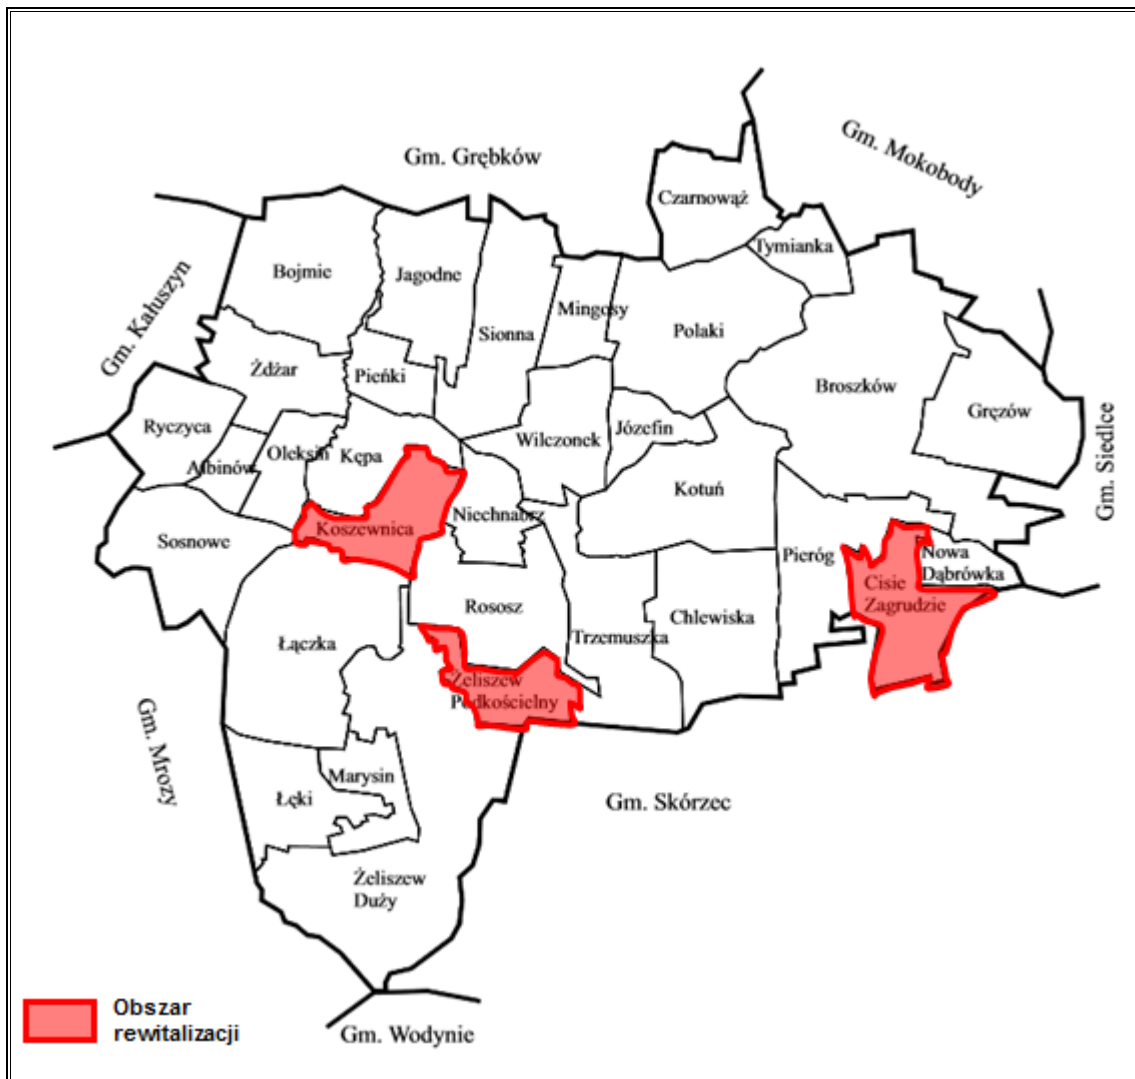 Gm. Grębków
Gm. Mokobody
Czarnowąż
Tymianka
Bojmie
Jagodne
Mingosy
Sionna
Polaki
Gm. Kałuszyn
Żdżar
Pieńki
Broszków
Gręzów
Ryczyca
Albinów
Oleksin
Kępa
Wilczonek
Józefin
Gm. Siedlce
Kotuń
Koszewnica
Niechnabrz
Sosnowe
Pieróg
Nowa
Dąbrówka
Cisie
Zagrudzie
Rososz
Chlewiska
Trzemuszka
Łączka
Żeliszew
Podkościelny
Gm. Mrozy
Marysin
Łęki
Gm. Skórzec
Żeliszew
Duży
Obszar
rewitalizacji
Gm. Wodynie